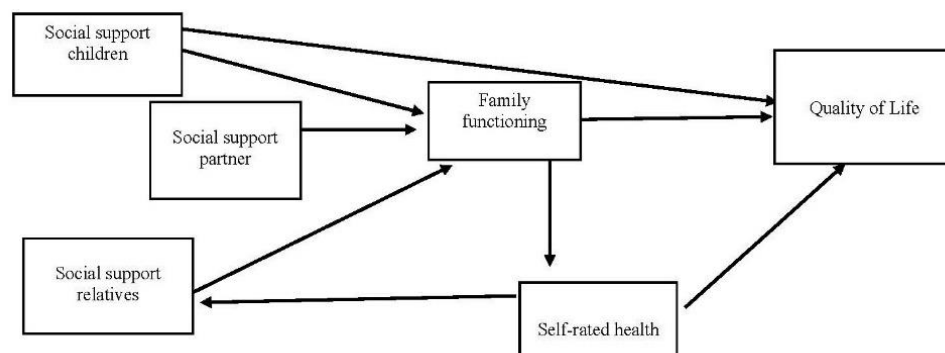 Social support
children
Family
functioning
Quality of Life
Social support
partner
Social support
relatives
Self-rated health